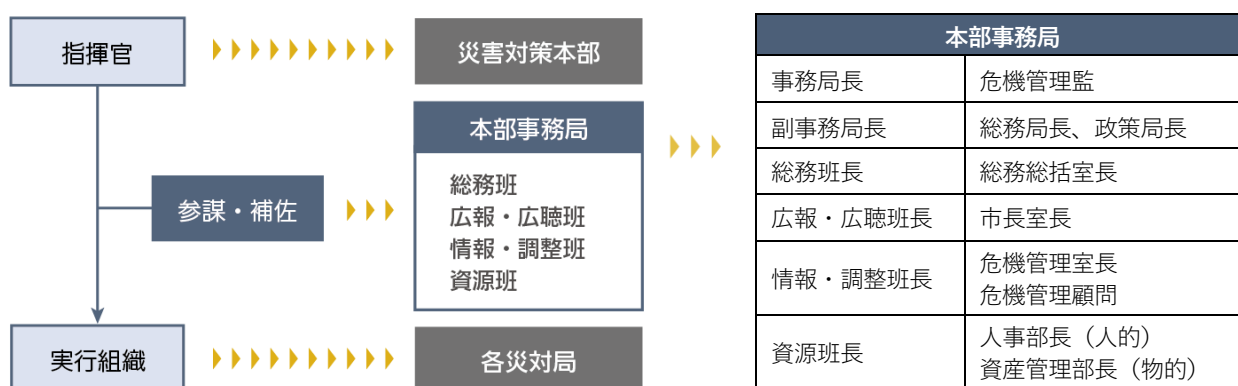 指揮官
災害対策本部
本部事務局
総務班
広報・広聴班
情報・調整班
資源班
参謀・補佐
実行組織
各災対局
本部事務局
事務局長 危機管理監
副事務局長 総務局長、政策局長
総務班長 総務総括室長
広報・広聴班長 市長室長
情報・調整班長 危機管理室長
危機管理顧問
資源班長 人事部長（人的）
資産管理部長（物的）